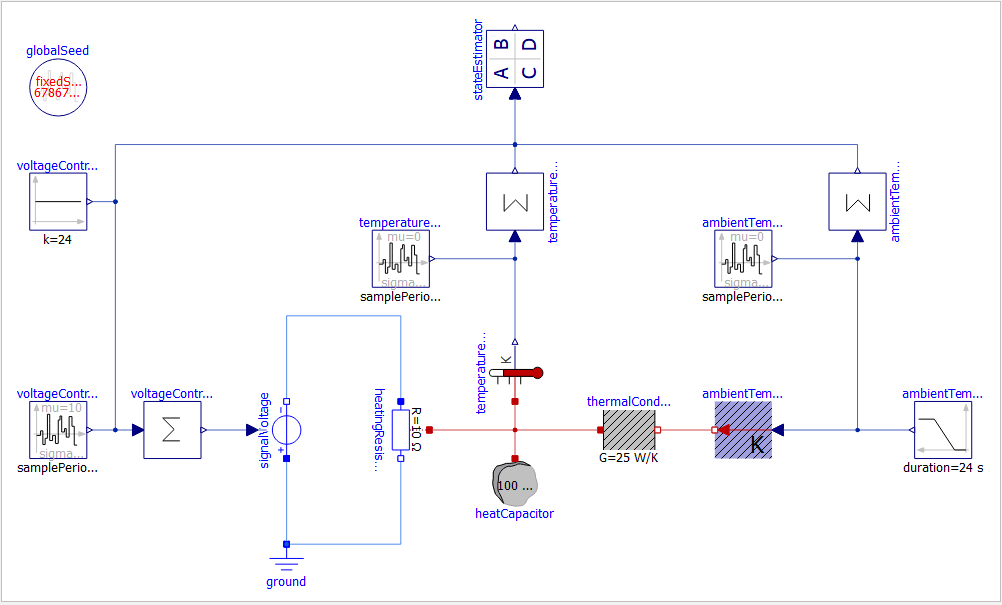 stateEstimator
B D
A C
globalSeed
fixedS...
67867...
voltageContr...
k=24
temperature...
temperature...
mu=0
sigma...
samplePerio...
ambientTem...
ambientTem...
mu=0
sigma...
samplePerio...
voltageContr...
mu=10
sigma...
samplePerio...
voltageContr...
Σ
signalVoltage
-
+
heatingResis...
R=10 Ω
temperature...
K
100 ...
heatCapacitor
thermalCond...
G=25 W/K
ambientTem...
K
ambientTem...
duration=24 s
Σ
Σ
ground